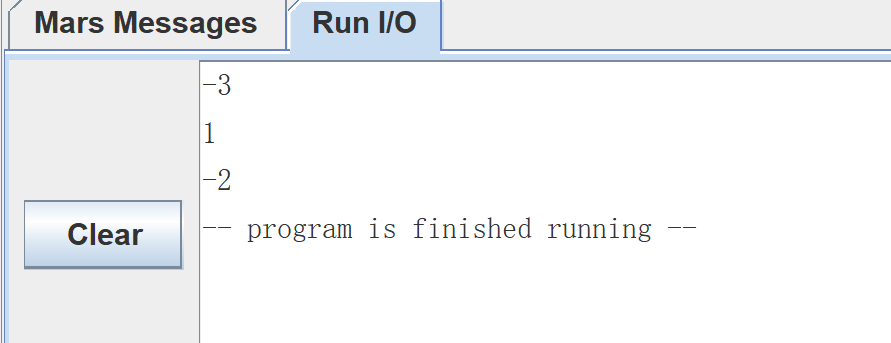 Mars Messages Run I/O
-3
1
-2
Clear
-- program is finished running --